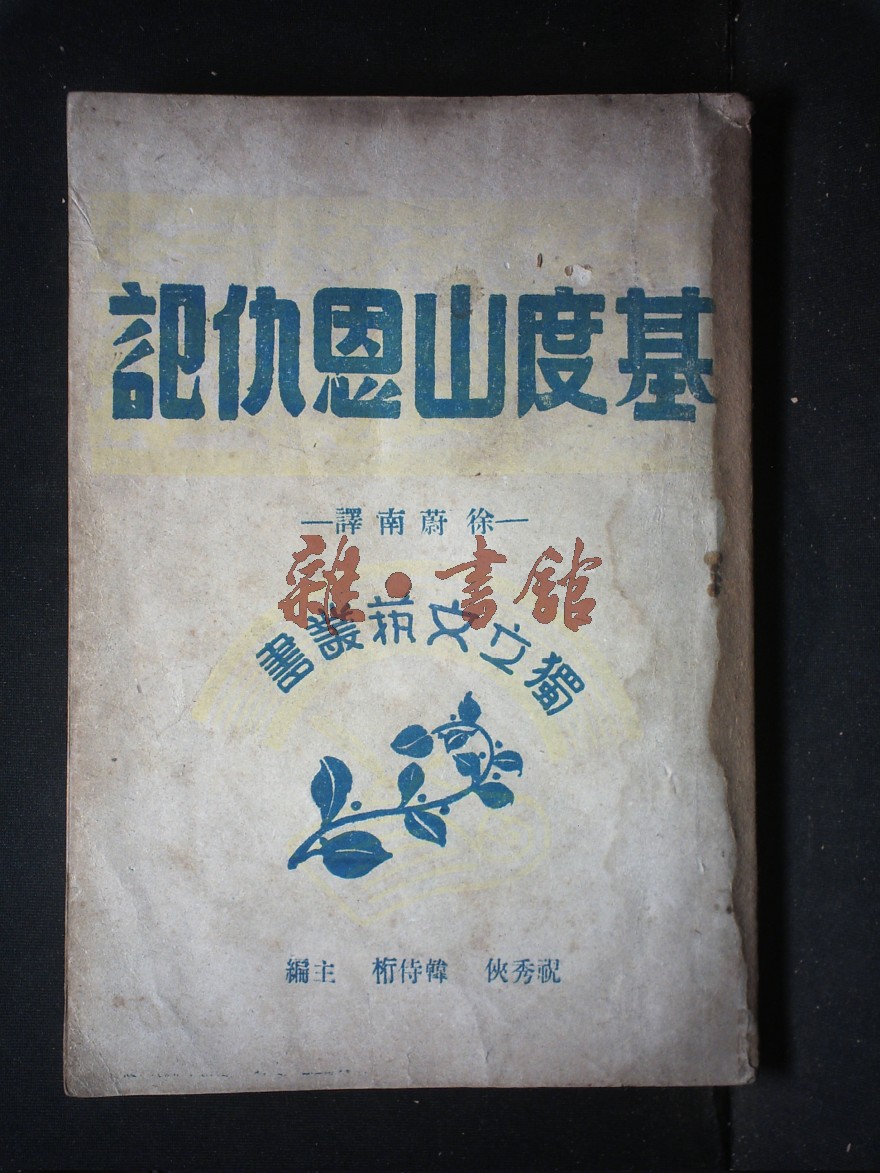 基度山恩仇記
—徐蔚南譯—
雜·書館
獨立文艺叢書
祝秀俠 韓侍桁 主編